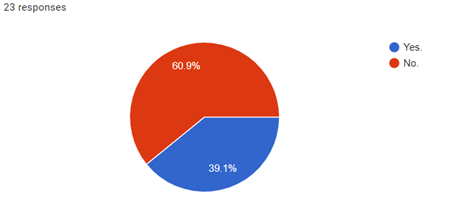 23 responses
Yes.
No.
60.9%
39.1%